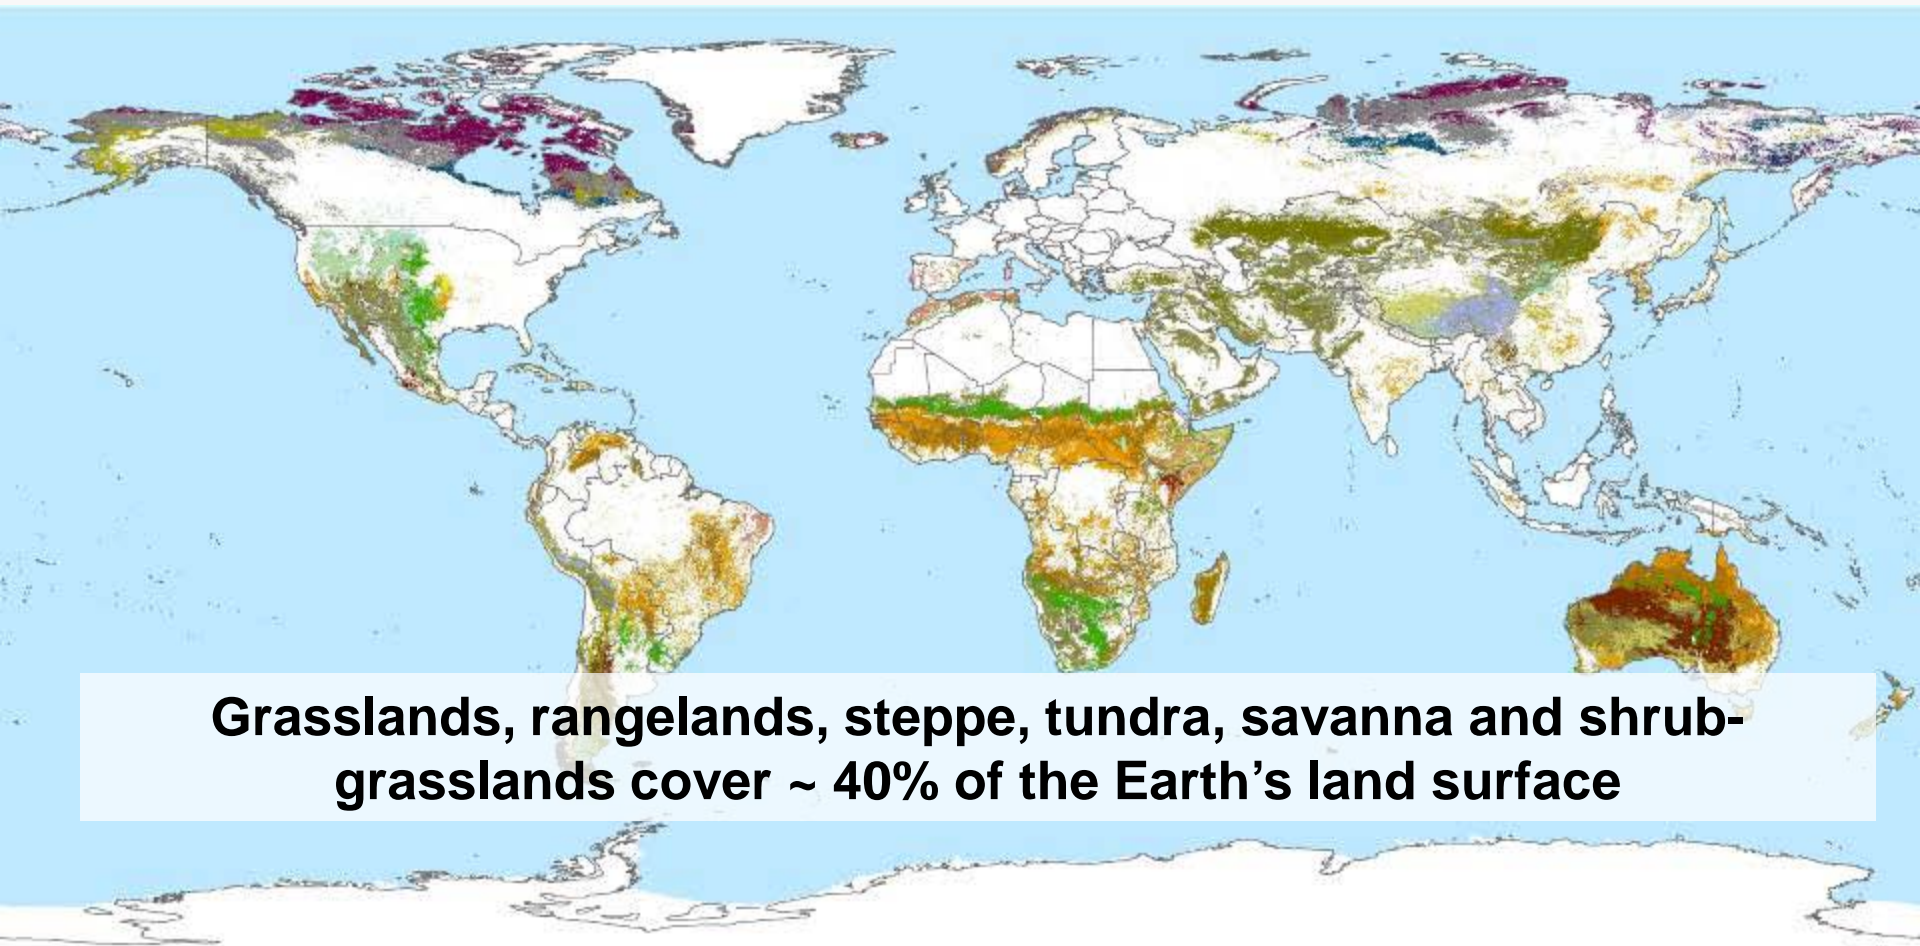 Grasslands, rangelands, steppe, tundra, savanna and shrub-
grasslands cover ~ 40% of the Earth’s land surface